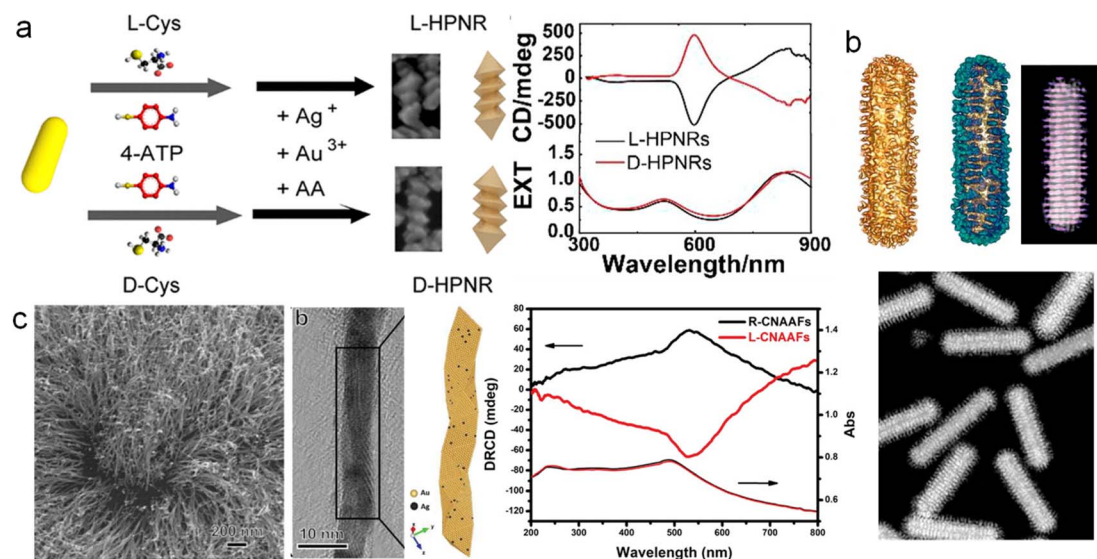 a
L-Cys
4-ATP
D-Cys
+ Ag +
+ Au 3+
+ AA
L-HPNR
D-HPNR
CD/mdeg
500
250
0
-250
-500
L-HPNRs
D-HPNRs
EXT
1.5
1.0
0.5
0.0
300
600
900
Wavelength/nm
b
c
200 nm
b
10 nm
Au
Ag
x
y
z
DRCD (mdeg)
100
80
60
40
20
0
-20
-40
-60
-80
-100
-120
R-CNAAFs
L-CNAAFs
1.4
1.2
1.0
0.8
0.6
Abs
200
300
400
500
600
700
800
Wavelength (nm)